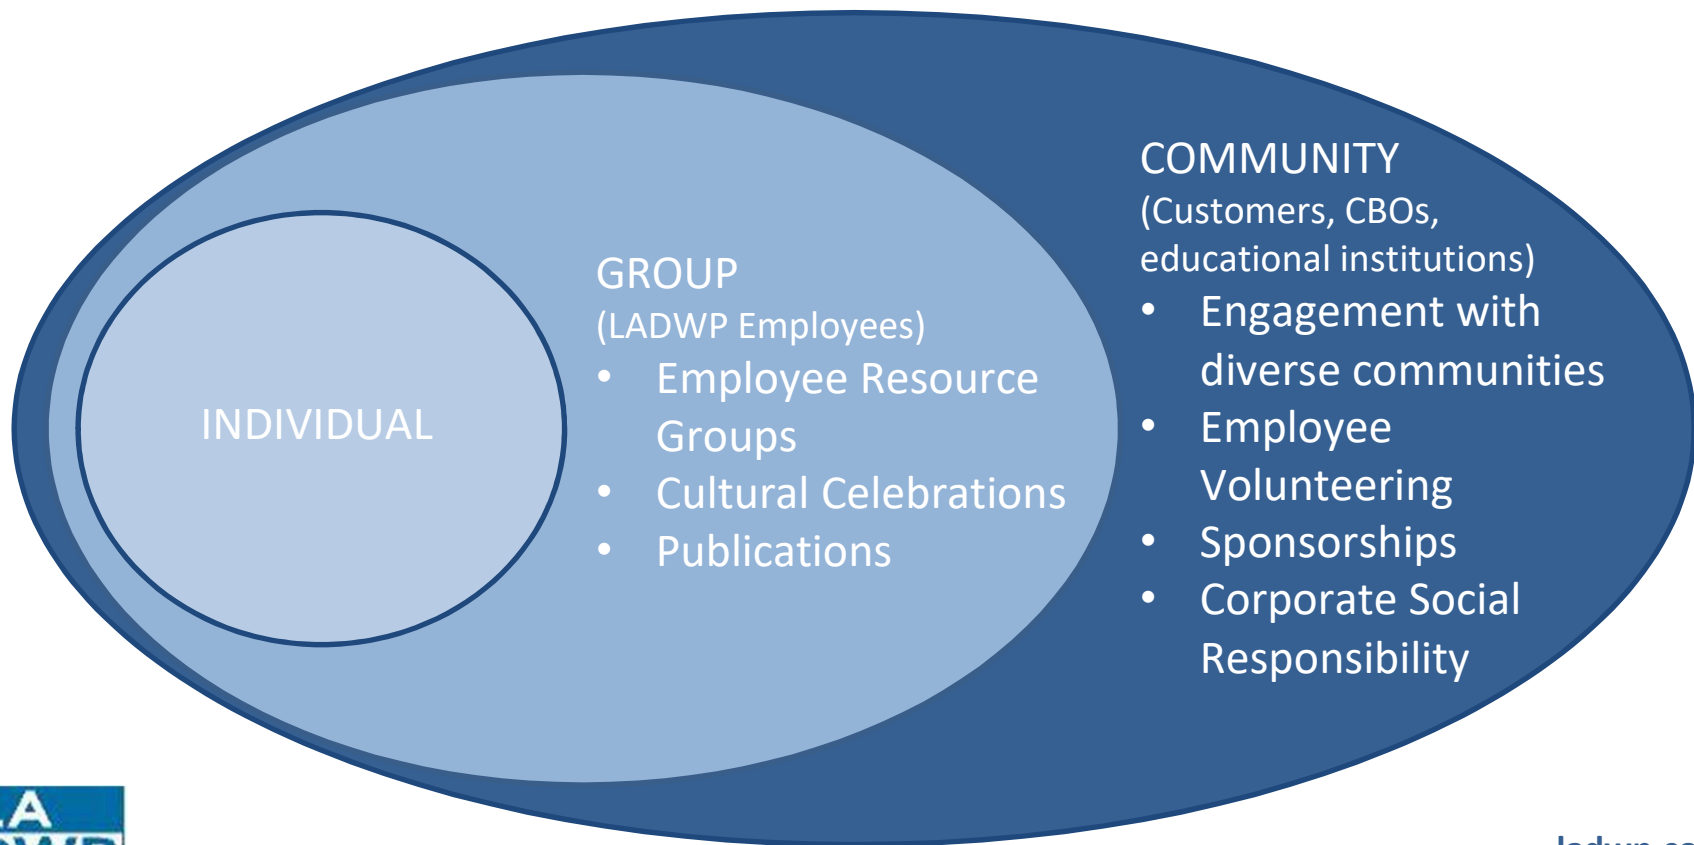 INDIVIDUAL
GROUP
(LADWP Employees)
• Employee Resource
Groups
• Cultural Celebrations
• Publications
COMMUNITY
(Customers, CBOs,
educational institutions)
• Engagement with
diverse communities
• Employee
Volunteering
• Sponsorships
• Corporate Social
Responsibility